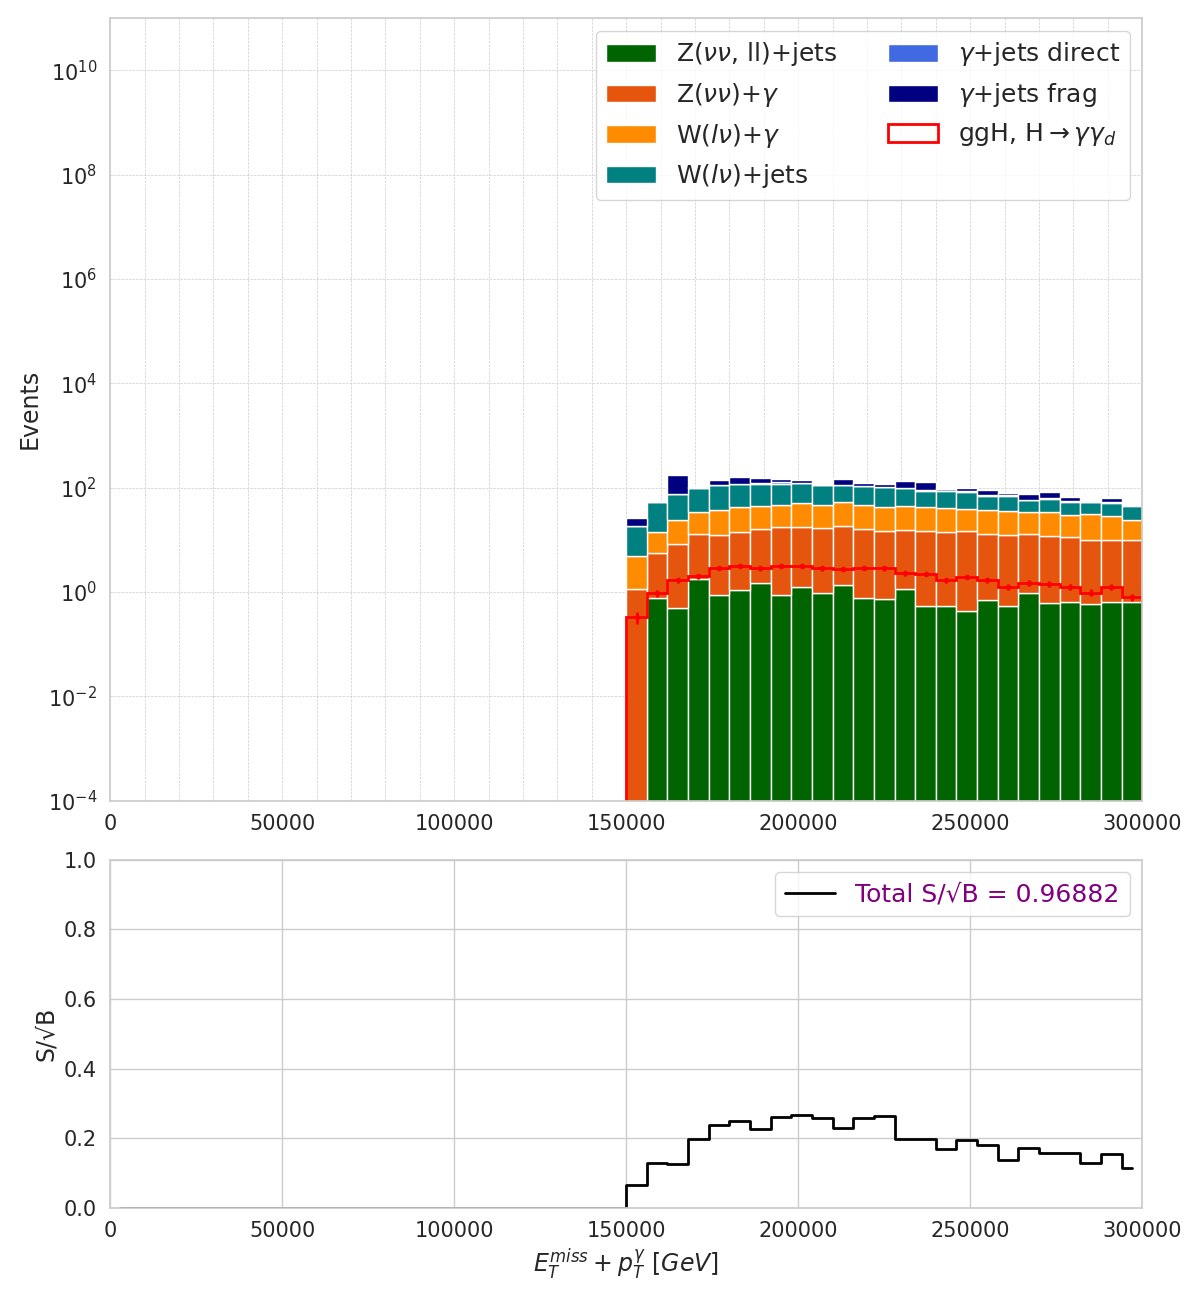 Z(νν, ll)+jets
Z(νν)+γ
W(lν)+γ
W(lν)+jets
γ+jets direct
γ+jets frag
ggH, H→γγ_d
10^10
10^8
10^6
10^4
10^2
10^0
10^−2
10^−4
Events
0 50000 100000 150000 200000 250000 300000
Total S/√B = 0.96882
1.0
0.8
0.6
0.4
0.2
0.0
S/√B
0 50000 100000 150000 200000 250000 300000
E_T^miss + p_T^γ [GeV]